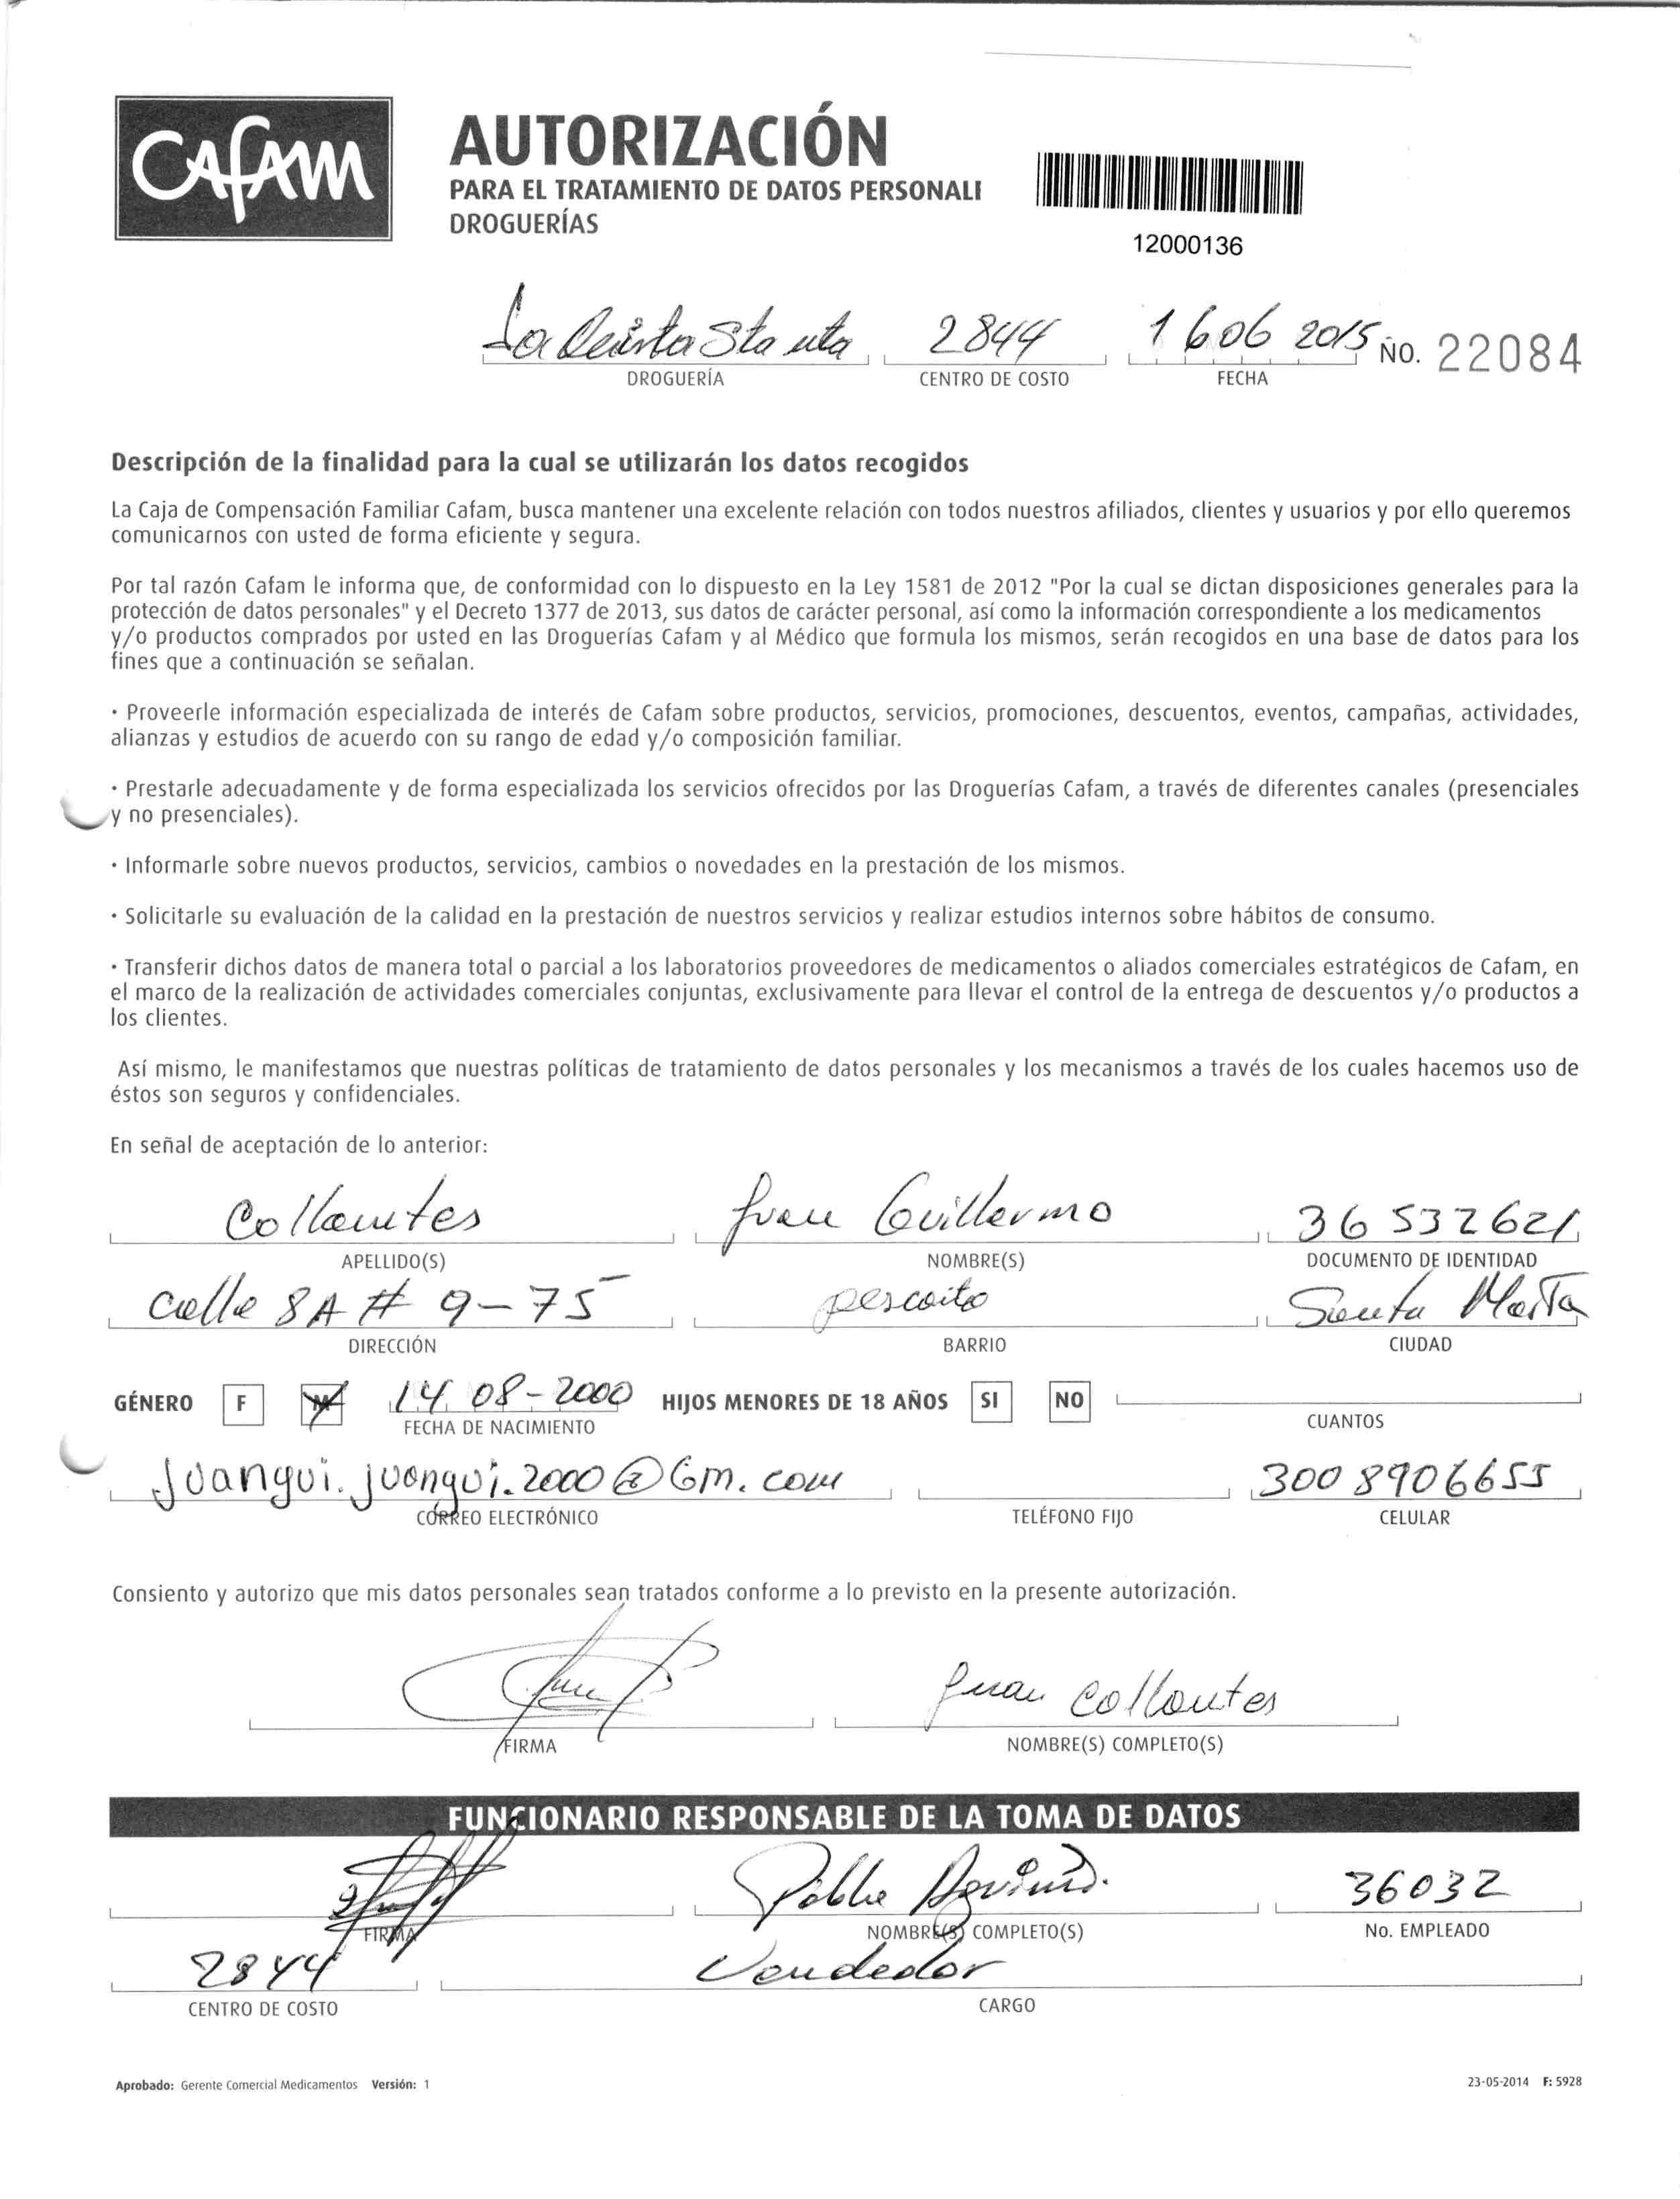 CAFAM
AUTORIZACIÓN
PARA EL TRATAMIENTO DE DATOS PERSONALI
DROGUERÍAS
12000136
La Quinta Sta 2844 1606 2015 No. 22084
DROGUERÍA CENTRO DE COSTO FECHA
Descripción de la finalidad para la cual se utilizarán los datos recogidos
La Caja de Compensación Familiar Cafam, busca mantener una excelente relación con todos nuestros afiliados, clientes y usuarios y por ello queremos
comunicarnos con usted de forma eficiente y segura.
Por tal razón Cafam le informa que, de conformidad con lo dispuesto en la Ley 1581 de 2012 "Por la cual se dictan disposiciones generales para la
protección de datos personales" y el Decreto 1377 de 2013, sus datos de carácter personal, así como la información correspondiente a los medicamentos
y/o productos comprados por usted en las Droguerías Cafam y al Médico que formula los mismos, serán recogidos en una base de datos para los
fines que a continuación se señalan.
· Proveerle información especializada de interés de Cafam sobre productos, servicios, promociones, descuentos, eventos, campañas, actividades,
alianzas y estudios de acuerdo con su rango de edad y/o composición familiar.
· Prestarle adecuadamente y de forma especializada los servicios ofrecidos por las Droguerías Cafam, a través de diferentes canales (presenciales
y no presenciales).
· Informarle sobre nuevos productos, servicios, cambios o novedades en la prestación de los mismos.
· Solicitarle su evaluación de la calidad en la prestación de nuestros servicios y realizar estudios internos sobre hábitos de consumo.
· Transferir dichos datos de manera total o parcial a los laboratorios proveedores de medicamentos o aliados comerciales estratégicos de Cafam, en
el marco de la realización de actividades comerciales conjuntas, exclusivamente para llevar el control de la entrega de descuentos y/o productos a
los clientes.
Así mismo, le manifestamos que nuestras políticas de tratamiento de datos personales y los mecanismos a través de los cuales hacemos uso de
éstos son seguros y confidenciales.
En señal de aceptación de lo anterior:
Collantes Juan Guillermo 36532621
APELLIDO(S) NOMBRE(S) DOCUMENTO DE IDENTIDAD
calle 8A # 9-75 pescaito Santa Marta
DIRECCIÓN BARRIO CIUDAD
GÉNERO F M 14 08-2000 HIJOS MENORES DE 18 AÑOS SI NO
FECHA DE NACIMIENTO CUANTOS
juangui.juangui.2000@Gm.com 300 8906655
CORREO ELECTRÓNICO TELÉFONO FIJO CELULAR
Consiento y autorizo que mis datos personales sean tratados conforme a lo previsto en la presente autorización.
Juan Collantes
FIRMA NOMBRE(S) COMPLETO(S)
FUNCIONARIO RESPONSABLE DE LA TOMA DE DATOS
36032
FIRMA NOMBRE(S) COMPLETO(S) No. EMPLEADO
2844 Vendedor
CENTRO DE COSTO CARGO
Aprobado: Gerente Comercial Medicamentos Versión: 1 23-05-2014 F: 5928